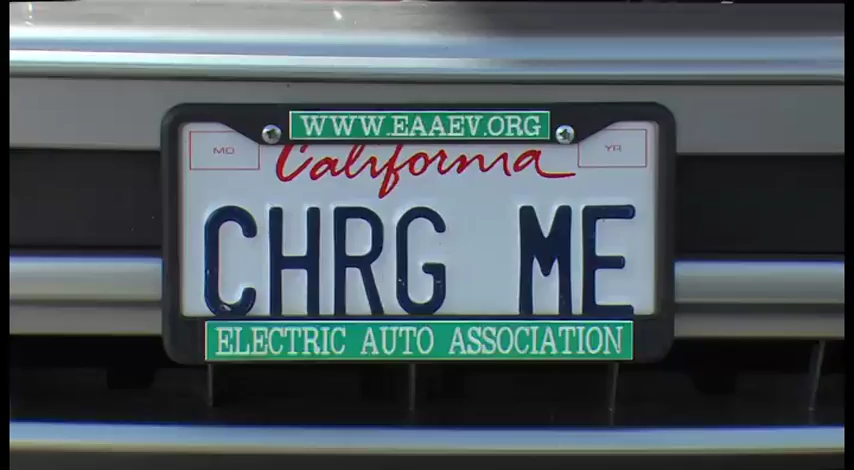 WWW.EAAEV.ORG
MO
YR
California
CHRG ME
ELECTRIC AUTO ASSOCIATION